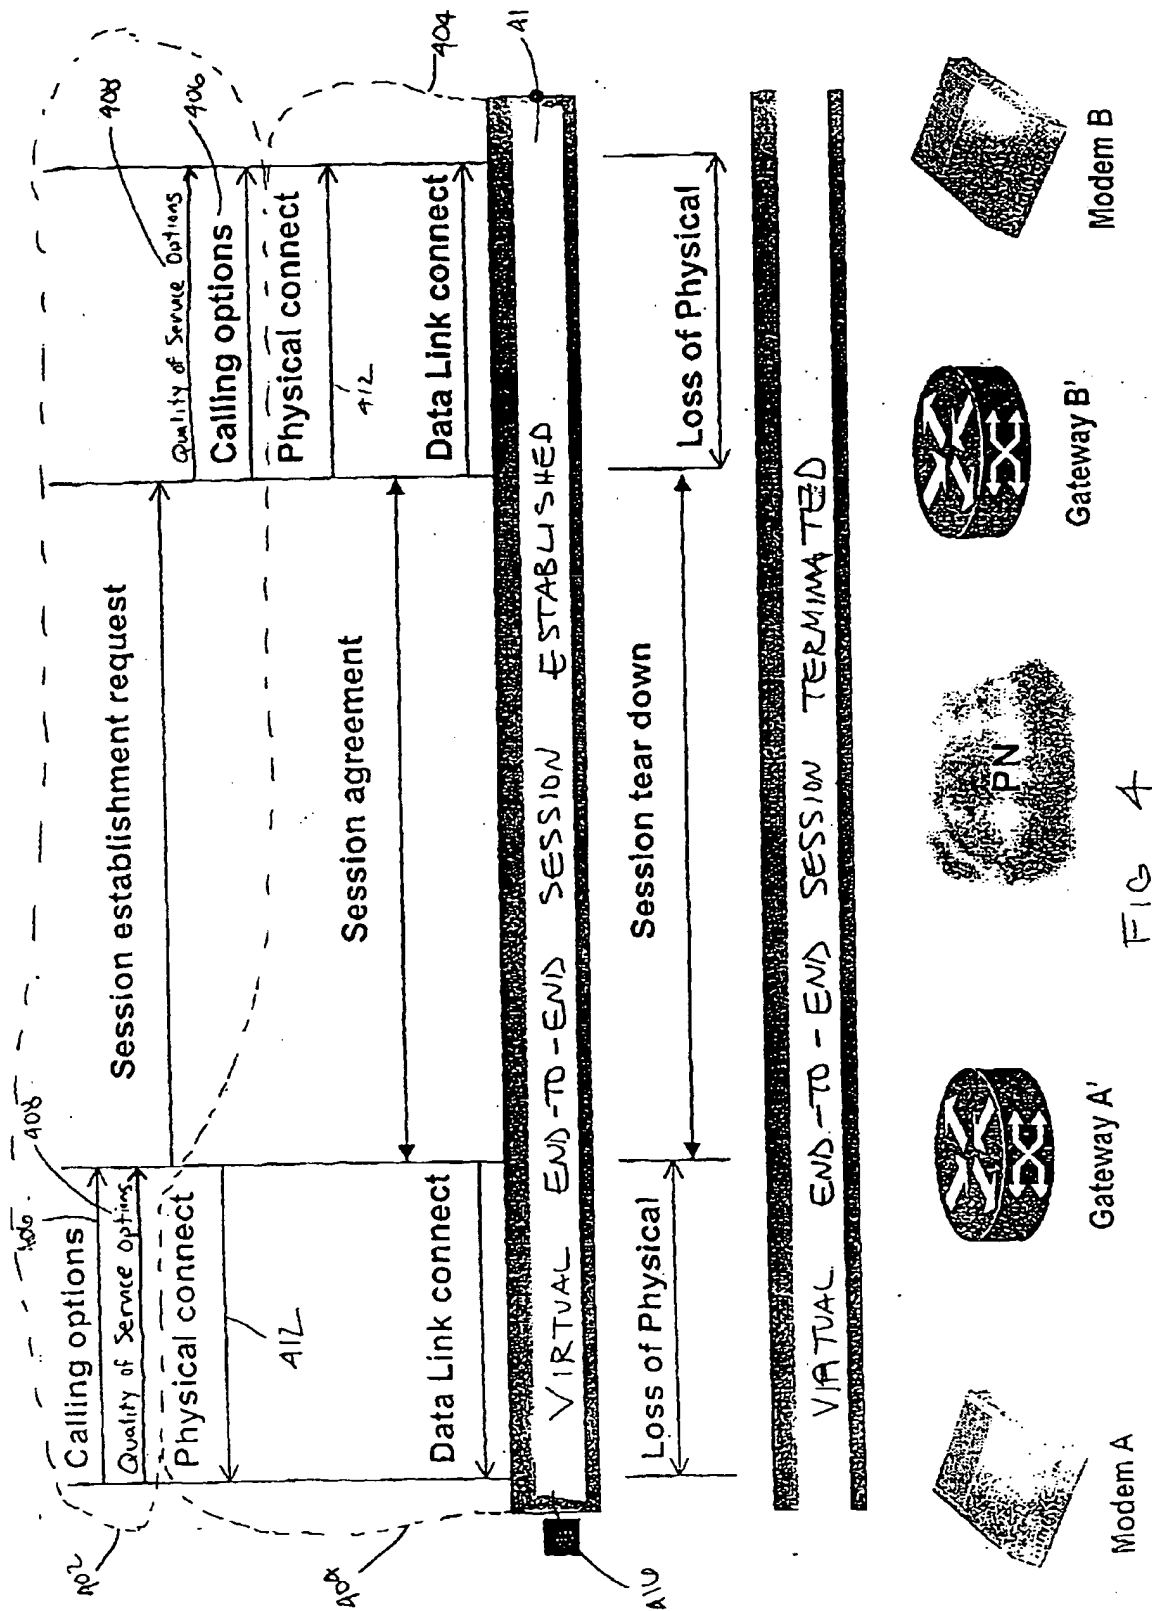 402
406
408
Calling options
Quality of Service Options
Physical connect
412
Session establishment request
408
406
Quality of Service Options
Calling options
Physical connect
412
Session agreement
404
404
Data Link connect
Data Link connect
41
416
VIRTUAL END-TO-END SESSION ESTABLISHED
Loss of Physical
Session tear down
Loss of Physical
VIRTUAL END-TO-END SESSION TERMINATED
PN
Modem A
Gateway A'
Gateway B'
Modem B
FIG 4